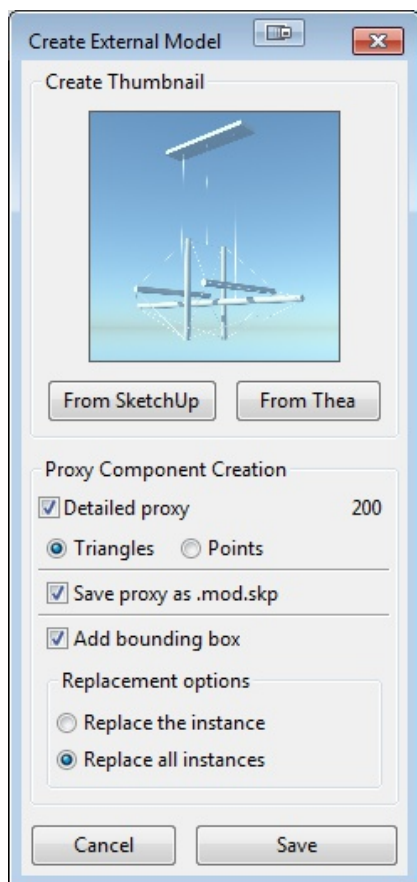 Create External Model
Create Thumbnail
From SketchUp From Thea
Proxy Component Creation
Detailed proxy 200
Triangles Points
Save proxy as .mod.skp
Add bounding box
Replacement options
Replace the instance
Replace all instances
Cancel Save